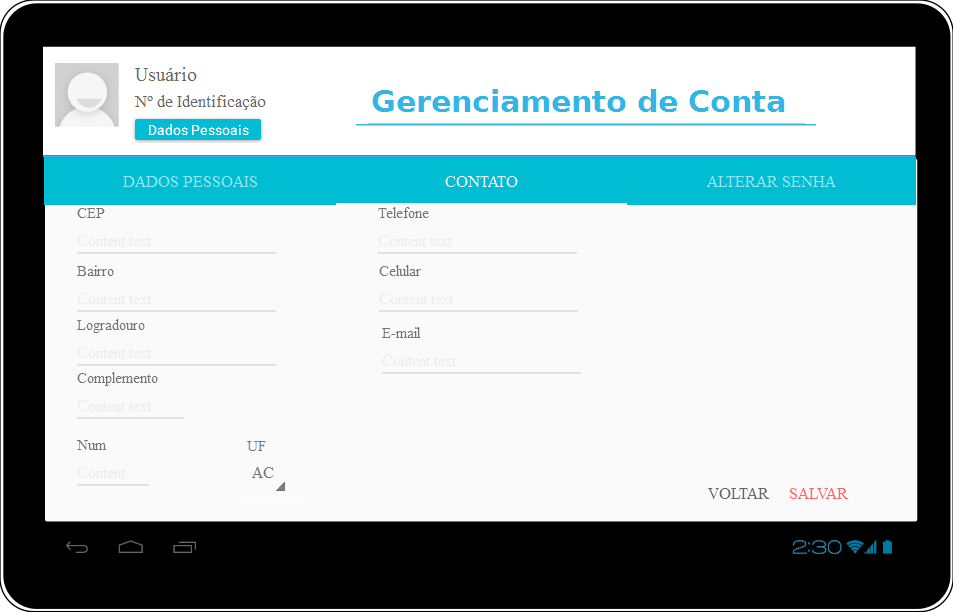 Usuário
Nº de Identificação
Dados Pessoais
Gerenciamento de Conta
DADOS PESSOAIS
CONTATO
ALTERAR SENHA
CEP
Content text
Telefone
Content text
Bairro
Content text
Celular
Content text
Logradouro
Content text
E-mail
Content text
Complemento
Content text
Num
Content
UF
AC
VOLTAR
SALVAR
2:30